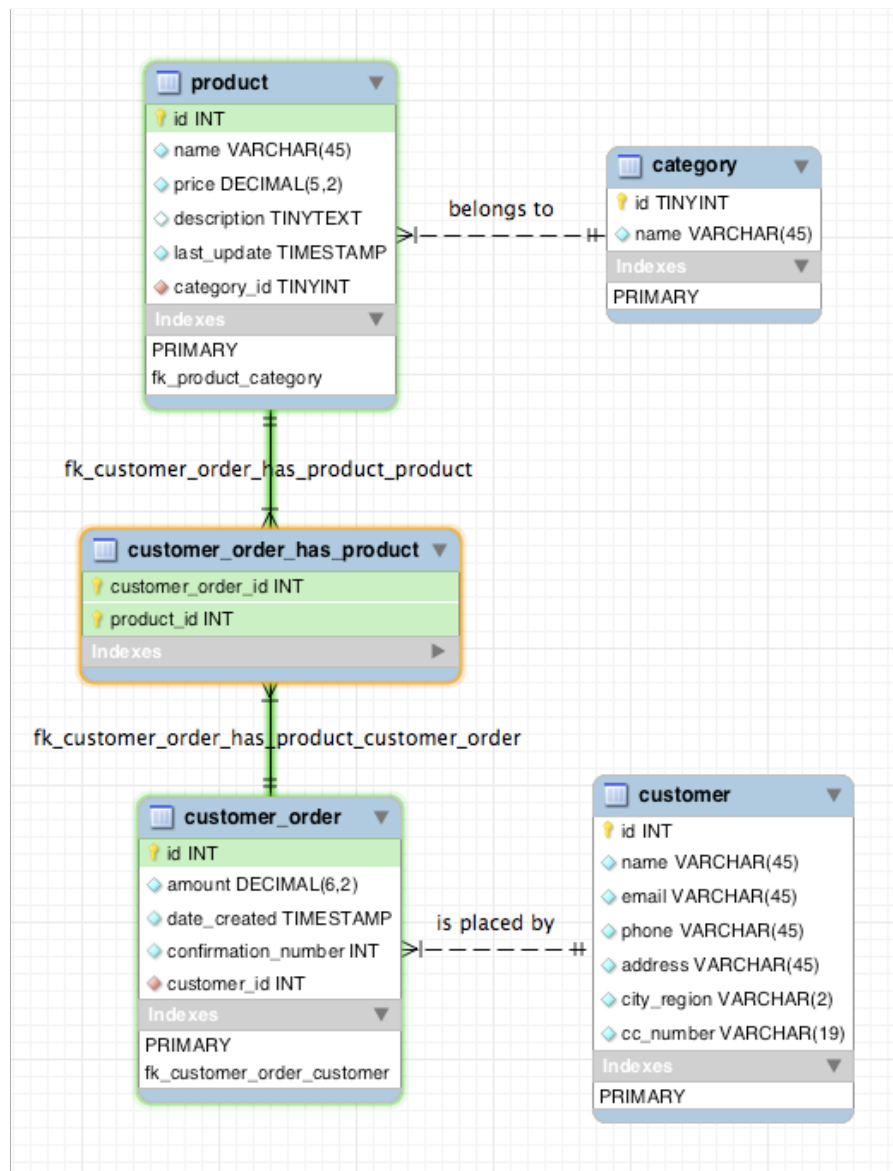 product
id INT
name VARCHAR(45)
price DECIMAL(5,2)
description TINYTEXT
last_update TIMESTAMP
category_id TINYINT
Indexes
PRIMARY
fk_product_category
belongs to
category
id TINYINT
name VARCHAR(45)
Indexes
PRIMARY
fk_customer_order_has_product_product
customer_order_has_product
customer_order_id INT
product_id INT
Indexes
fk_customer_order_has_product_customer_order
customer_order
id INT
amount DECIMAL(6,2)
date_created TIMESTAMP
confirmation_number INT
customer_id INT
Indexes
PRIMARY
fk_customer_order_customer
is placed by
customer
id INT
name VARCHAR(45)
email VARCHAR(45)
phone VARCHAR(45)
address VARCHAR(45)
city_region VARCHAR(2)
cc_number VARCHAR(19)
Indexes
PRIMARY